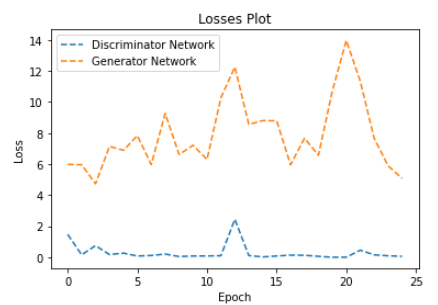 Losses Plot
Discriminator Network
Generator Network
Loss
14
12
10
8
6
4
2
0
0 5 10 15 20 25
Epoch